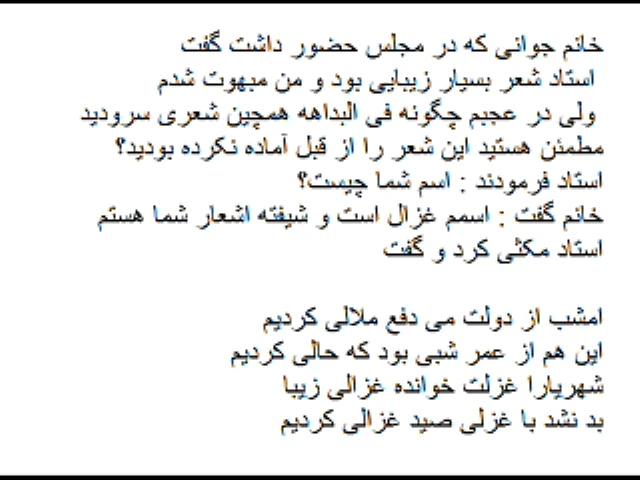 خانم جوانی که در مجلس حضور داشت گفت
استاد شعر بسیار زیبایی بود و من مبهوت شدم
ولی در عجبم چگونه فی البداهه همچین شعری سرودید
مطمئن هستید این شعر را از قبل آماده نکرده بودید؟
استاد فرمودند : اسم شما چیست؟
خانم گفت : اسمم غزال است و شیفته اشعار شما هستم
استاد مکثی کرد و گفت
امشب از دولت می دفع ملالی کردیم
این هم از عمر شبی بود که حالی کردیم
شهریارا غزلت خوانده غزالی زیبا
بد نشد با غزلی صید غزالی کردیم